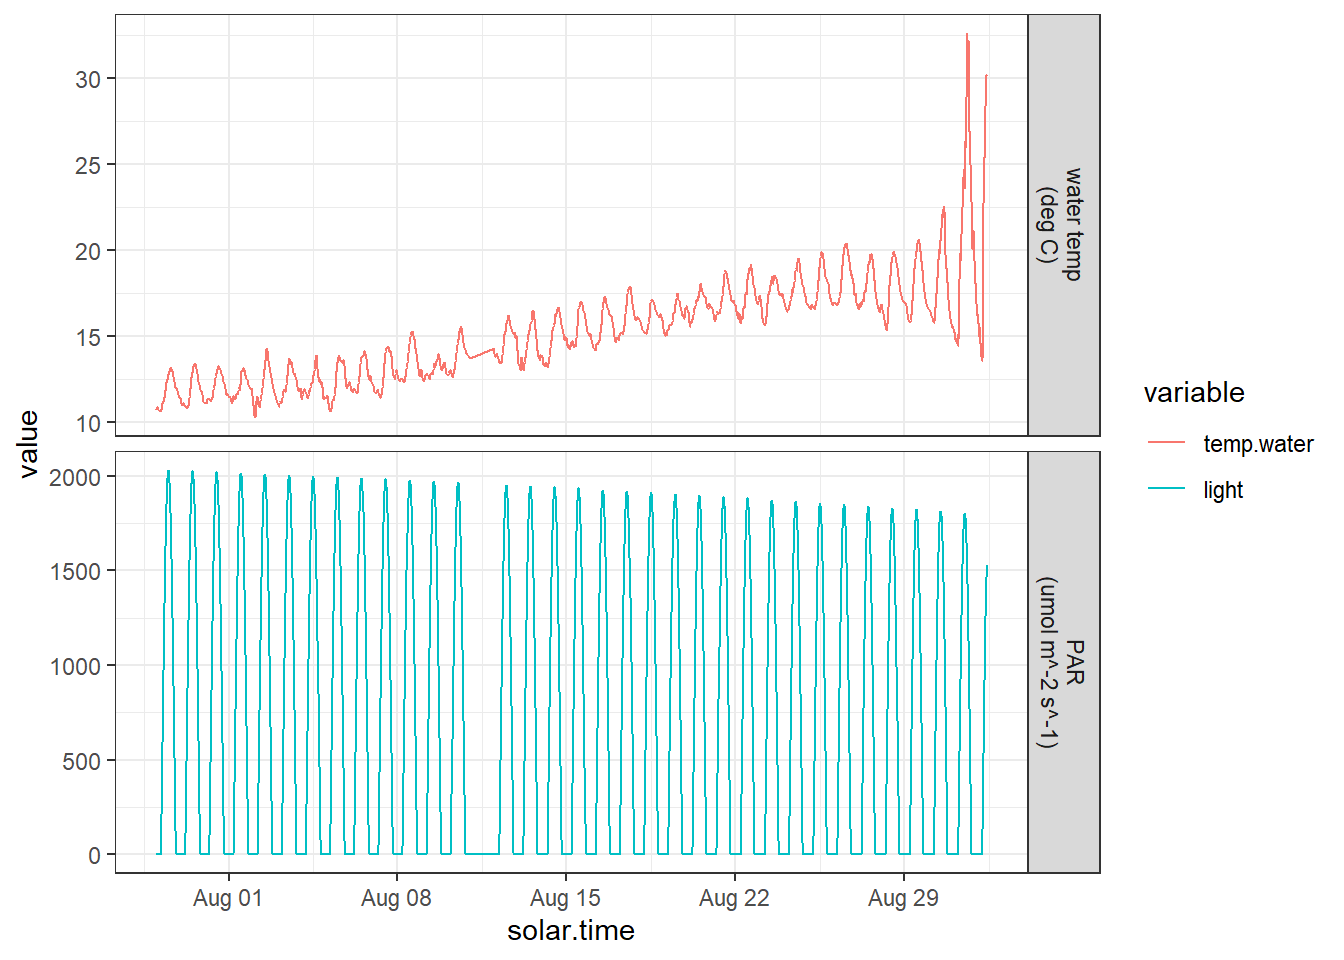 value
30
25
20
15
10
water temp
(deg C)
2000
1500
1000
500
0
PAR
(umol m^-2 s^-1)
Aug 01
Aug 08
Aug 15
Aug 22
Aug 29
solar.time
variable
temp.water
light